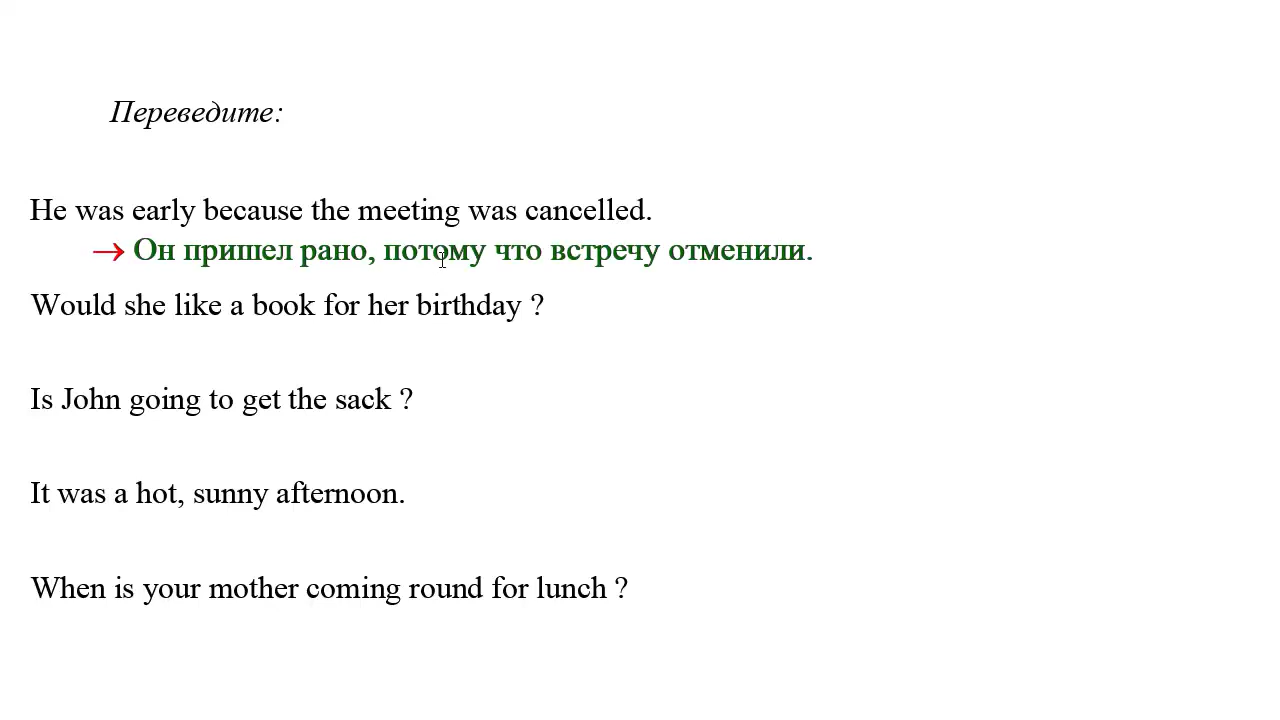 Переведите:
He was early because the meeting was cancelled.
→ Он пришел рано, потому что встречу отменили.
Would she like a book for her birthday ?
Is John going to get the sack ?
It was a hot, sunny afternoon.
When is your mother coming round for lunch ?